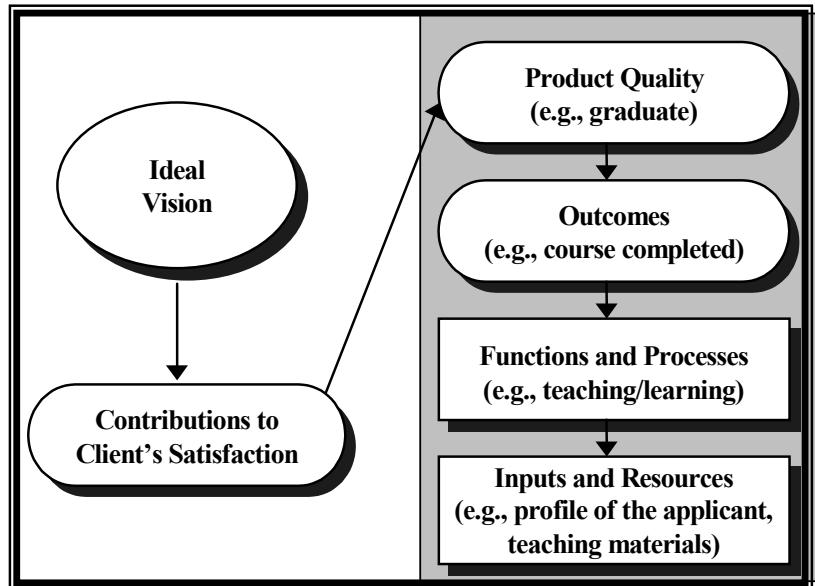 Ideal
Vision
Contributions to
Client's Satisfaction
Product Quality
(e.g., graduate)
Outcomes
(e.g., course completed)
Functions and Processes
(e.g., teaching/learning)
Inputs and Resources
(e.g., profile of the applicant,
teaching materials)